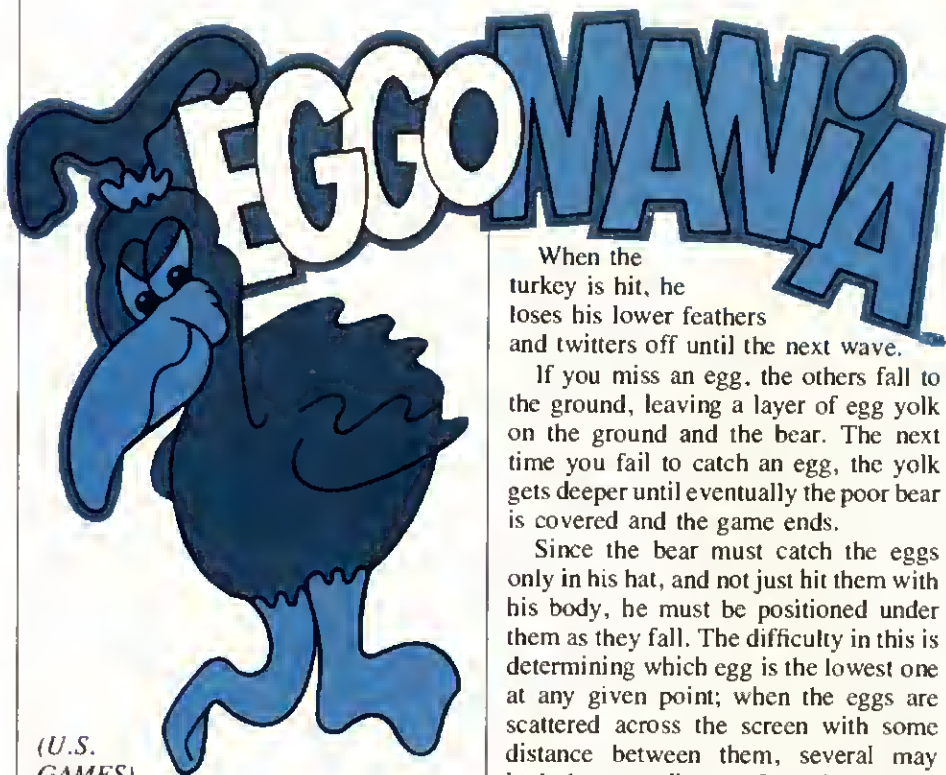 EGGOMANIA
When the
turkey is hit, he
loses his lower feathers
and twitters off until the next wave.
If you miss an egg, the others fall to
the ground, leaving a layer of egg yolk
on the ground and the bear. The next
time you fail to catch an egg, the yolk
gets deeper until eventually the poor bear
is covered and the game ends.
Since the bear must catch the eggs
only in his hat, and not just hit them with
his body, he must be positioned under
them as they fall. The difficulty in this is
determining which egg is the lowest one
at any given point; when the eggs are
scattered across the screen with some
distance between them, several may
(U.S.
GAMES)